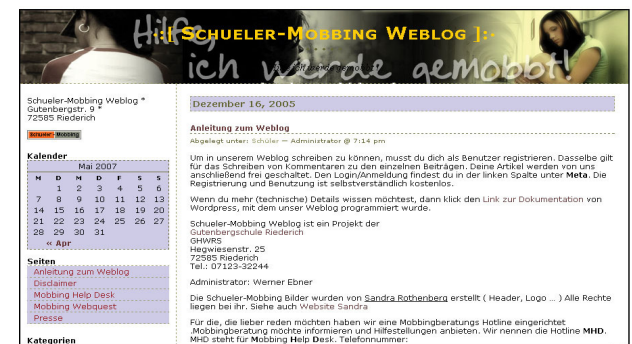 Hilfe,
·:[ SCHUELER-MOBBING WEBLOG ]:·
ich werde gemobbt!
Schueler-Mobbing Weblog *
Gutenbergstr. 9 *
72585 Riederich
Schueler- Mobbing
Kalender
Mai 2007
M D M D F S S
1 2 3 4 5 6
7 8 9 10 11 12 13
14 15 16 17 18 19 20
21 22 23 24 25 26 27
28 29 30 31
« Apr
Seiten
Anleitung zum Weblog
Disclaimer
Mobbing Help Desk
Mobbing Webquest
Presse
Kategorien
Dezember 16, 2005
Anleitung zum Weblog
Abgelegt unter: Schüler — Administrator @ 7:14 pm
Um in unserem Weblog schreiben zu können, musst du dich als Benutzer registrieren. Dasselbe gilt
für das Schreiben von Kommentaren zu den einzelnen Beiträgen. Deine Artikel werden von uns
anschließend frei geschaltet. Den Login/Anmeldung findest du in der linken Spalte unter Meta. Die
Registrierung und Benutzung ist selbstverständlich kostenlos.
Wenn du mehr (technische) Details wissen möchtest, dann klick den Link zur Dokumentation von
Wordpress, mit dem unser Weblog programmiert wurde.
Schueler-Mobbing Weblog ist ein Projekt der
Gutenbergschule Riederich
GHWRS
Hegwiesenstr. 25
72585 Riederich
Tel.: 07123-32244
Administrator: Werner Ebner
Die Schueler-Mobbing Bilder wurden von Sandra Rothenberg erstellt ( Header, Logo ... ) Alle Rechte
liegen bei ihr. Siehe auch Website Sandra
Für die, die lieber reden möchten haben wir eine Mobbingberatungs Hotline eingerichtet
.Mobbingberatung möchte informieren und Hilfestellungen anbieten. Wir nennen die Hotline MHD.
MHD steht für Mobbing Help Desk. Telefonnummer: